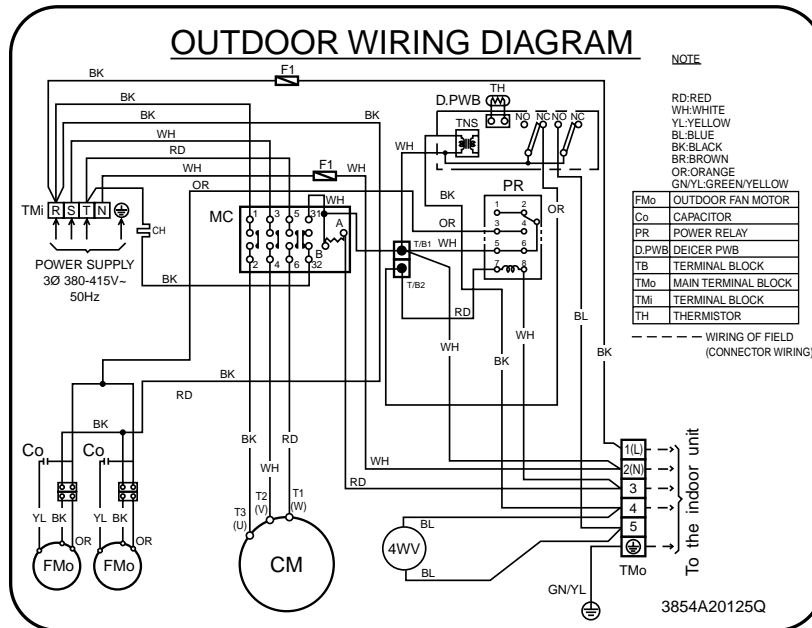 OUTDOOR WIRING DIAGRAM
NOTE
RD:RED
WH:WHITE
YL:YELLOW
BL:BLUE
BK:BLACK
BR:BROWN
OR:ORANGE
GN/YL:GREEN/YELLOW
FMo OUTDOOR FAN MOTOR
Co CAPACITOR
PR POWER RELAY
D.PWB DEICER PWB
TB TERMINAL BLOCK
TMo MAIN TERMINAL BLOCK
TMi TERMINAL BLOCK
TH THERMISTOR
WIRING OF FIELD
(CONNECTOR WIRING)
BK F1
BK BK
WH
RD
WH F1 WH
OR
TH
D.PWB
TNS
NO NC NO NC
WH
BK
OR
PR
1 2
3 4
5 6
7 8
OR
WH
RD
TMi R S T N
CH
POWER SUPPLY
3Ø 380-415V~
50Hz
BK
MC
1 3 5 31
WH
A
B
2 4 6 32
T/B1
T/B2
WH
BK
WH
BL
BK
BK
RD
BK
Co Co
YL BK OR
YL BK OR
FMo FMo
BK
WH
RD
T3
(U)
T2
(V)
T1
(W)
CM
WH
RD
BL
4WV
BL
GN/YL
1(L)
2(N)
3
4
5
TMo
To the indoor unit
3854A20125Q